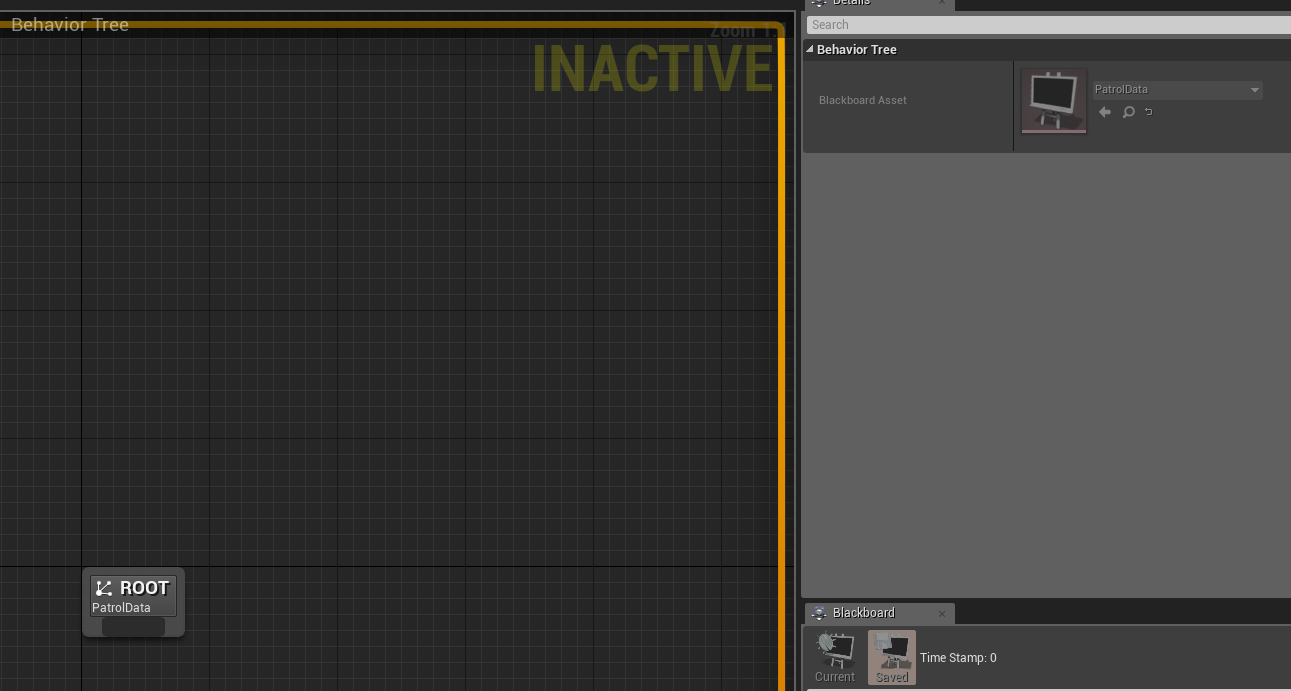 Behavior Tree
Zoom 1:1
INACTIVE
Details
Search
Behavior Tree
Blackboard Asset
PatrolData
ROOT
PatrolData
Blackboard
Current
Saved
Time Stamp: 0